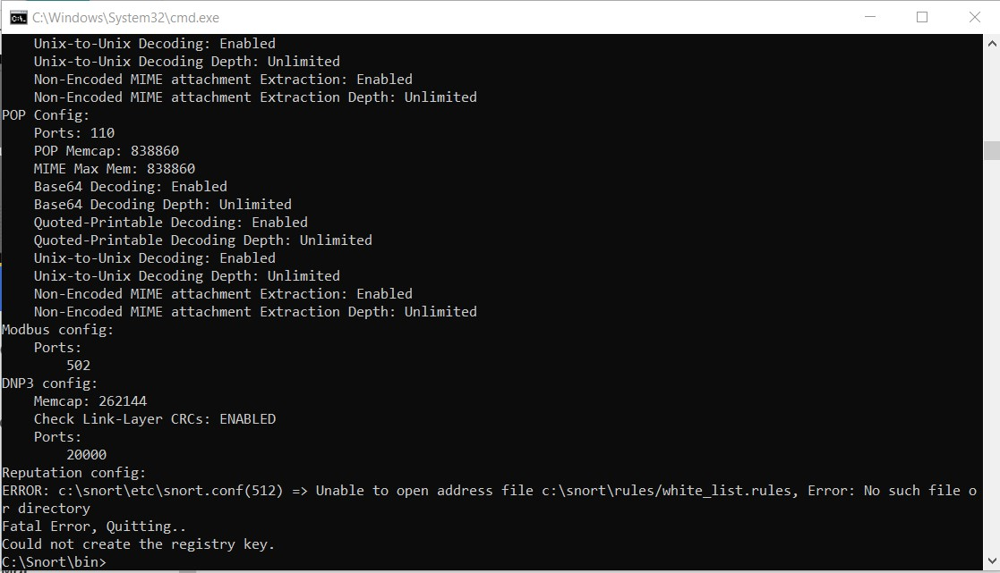 C:\Windows\System32\cmd.exe
Unix-to-Unix Decoding: Enabled
Unix-to-Unix Decoding Depth: Unlimited
Non-Encoded MIME attachment Extraction: Enabled
Non-Encoded MIME attachment Extraction Depth: Unlimited
POP Config:
Ports: 110
POP Memcap: 838860
MIME Max Mem: 838860
Base64 Decoding: Enabled
Base64 Decoding Depth: Unlimited
Quoted-Printable Decoding: Enabled
Quoted-Printable Decoding Depth: Unlimited
Unix-to-Unix Decoding: Enabled
Unix-to-Unix Decoding Depth: Unlimited
Non-Encoded MIME attachment Extraction: Enabled
Non-Encoded MIME attachment Extraction Depth: Unlimited
Modbus config:
Ports:
502
DNP3 config:
Memcap: 262144
Check Link-Layer CRCs: ENABLED
Ports:
20000
Reputation config:
ERROR: c:\snort\etc\snort.conf(512) => Unable to open address file c:\snort\rules/white_list.rules, Error: No such file o
r directory
Fatal Error, Quitting..
Could not create the registry key.
C:\Snort\bin>